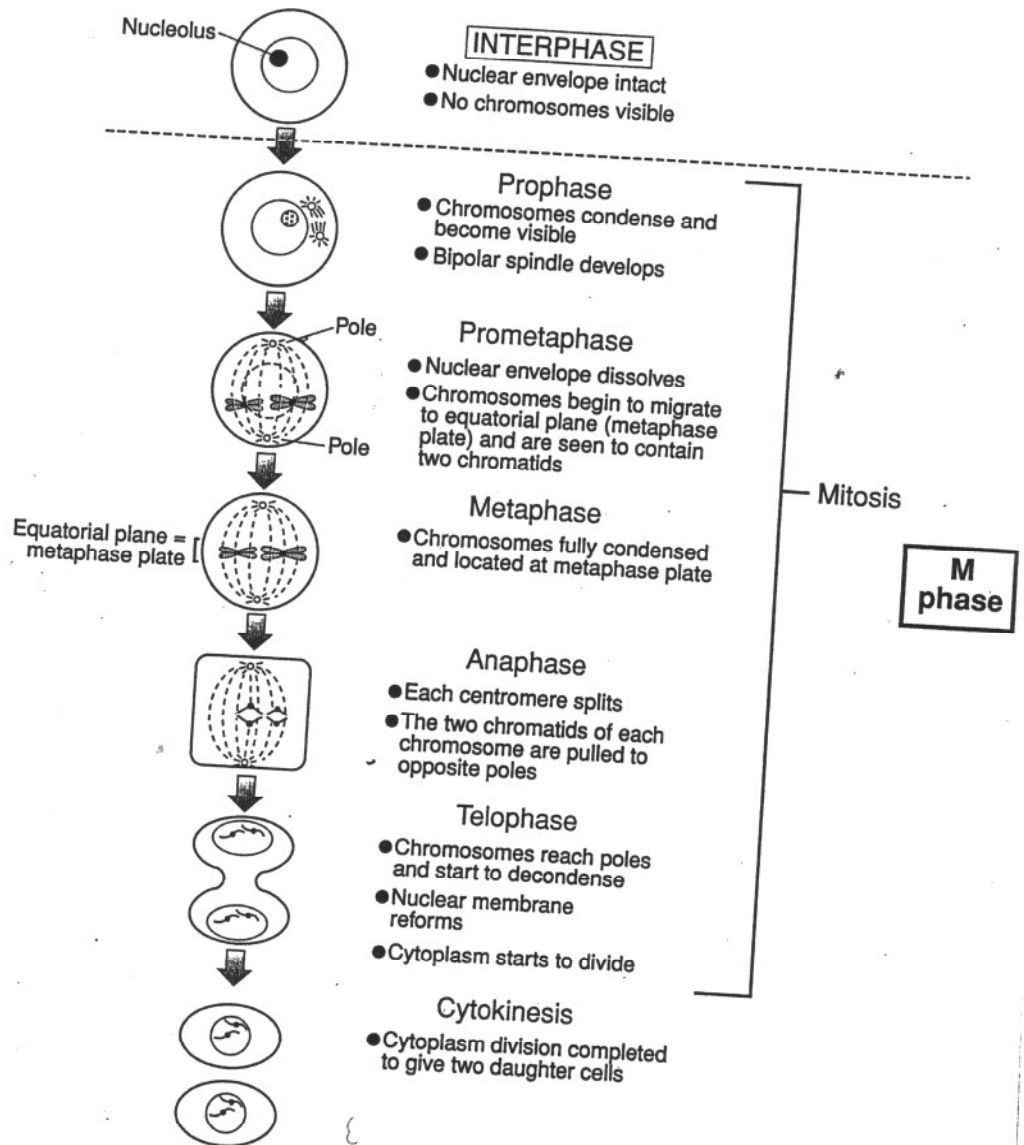 Nucleolus
INTERPHASE
● Nuclear envelope intact
● No chromosomes visible
Prophase
● Chromosomes condense and
become visible
● Bipolar spindle develops
Pole
Prometaphase
● Nuclear envelope dissolves
● Chromosomes begin to migrate
to equatorial plane (metaphase
plate) and are seen to contain
two chromatids
Pole
Mitosis
Metaphase
Equatorial plane =
metaphase plate
● Chromosomes fully condensed
and located at metaphase plate
M
phase
Anaphase
● Each centromere splits
● The two chromatids of each
chromosome are pulled to
opposite poles
Telophase
● Chromosomes reach poles
and start to decondense
● Nuclear membrane
reforms
● Cytoplasm starts to divide
Cytokinesis
● Cytoplasm division completed
to give two daughter cells